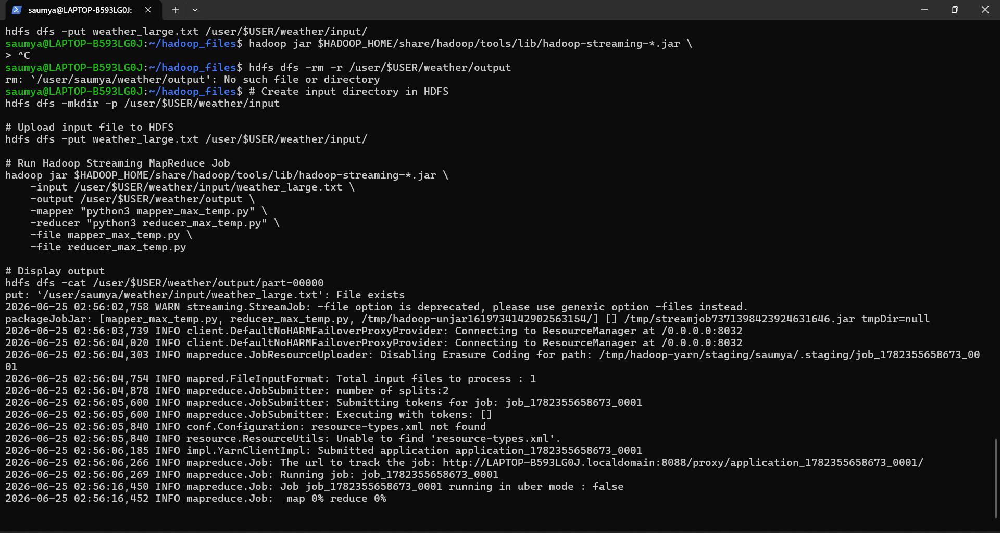 saumya@LAPTOP-B593LG0J: ·
hdfs dfs -put weather_large.txt /user/$USER/weather/input/
saumya@LAPTOP-B593LG0J:~/hadoop_files$ hadoop jar $HADOOP_HOME/share/hadoop/tools/lib/hadoop-streaming-*.jar \
> ^C
saumya@LAPTOP-B593LG0J:~/hadoop_files$ hdfs dfs -rm -r /user/$USER/weather/output
rm: `/user/saumya/weather/output': No such file or directory
saumya@LAPTOP-B593LG0J:~/hadoop_files$ # Create input directory in HDFS
hdfs dfs -mkdir -p /user/$USER/weather/input
# Upload input file to HDFS
hdfs dfs -put weather_large.txt /user/$USER/weather/input/
# Run Hadoop Streaming MapReduce Job
hadoop jar $HADOOP_HOME/share/hadoop/tools/lib/hadoop-streaming-*.jar \
    -input /user/$USER/weather/input/weather_large.txt \
    -output /user/$USER/weather/output \
    -mapper "python3 mapper_max_temp.py" \
    -reducer "python3 reducer_max_temp.py" \
    -file mapper_max_temp.py \
    -file reducer_max_temp.py
# Display output
hdfs dfs -cat /user/$USER/weather/output/part-00000
put: `/user/saumya/weather/input/weather_large.txt': File exists
2026-06-25 02:56:02,758 WARN streaming.StreamJob: -file option is deprecated, please use generic option -files instead.
packageJobJar: [mapper_max_temp.py, reducer_max_temp.py, /tmp/hadoop-unjar1619734142902563154/] [] /tmp/streamjob7371398423924631646.jar tmpDir=null
2026-06-25 02:56:03,739 INFO client.DefaultNoHARMFailoverProxyProvider: Connecting to ResourceManager at /0.0.0.0:8032
2026-06-25 02:56:04,020 INFO client.DefaultNoHARMFailoverProxyProvider: Connecting to ResourceManager at /0.0.0.0:8032
2026-06-25 02:56:04,303 INFO mapreduce.JobResourceUploader: Disabling Erasure Coding for path: /tmp/hadoop-yarn/staging/saumya/.staging/job_1782355658673_00
01
2026-06-25 02:56:04,754 INFO mapred.FileInputFormat: Total input files to process : 1
2026-06-25 02:56:04,878 INFO mapreduce.JobSubmitter: number of splits:2
2026-06-25 02:56:05,600 INFO mapreduce.JobSubmitter: Submitting tokens for job: job_1782355658673_0001
2026-06-25 02:56:05,600 INFO mapreduce.JobSubmitter: Executing with tokens: []
2026-06-25 02:56:05,840 INFO conf.Configuration: resource-types.xml not found
2026-06-25 02:56:05,840 INFO resource.ResourceUtils: Unable to find 'resource-types.xml'.
2026-06-25 02:56:06,185 INFO impl.YarnClientImpl: Submitted application application_1782355658673_0001
2026-06-25 02:56:06,266 INFO mapreduce.Job: The url to track the job: http://LAPTOP-B593LG0J.localdomain:8088/proxy/application_1782355658673_0001/
2026-06-25 02:56:06,269 INFO mapreduce.Job: Running job: job_1782355658673_0001
2026-06-25 02:56:16,450 INFO mapreduce.Job: Job job_1782355658673_0001 running in uber mode : false
2026-06-25 02:56:16,452 INFO mapreduce.Job:  map 0% reduce 0%